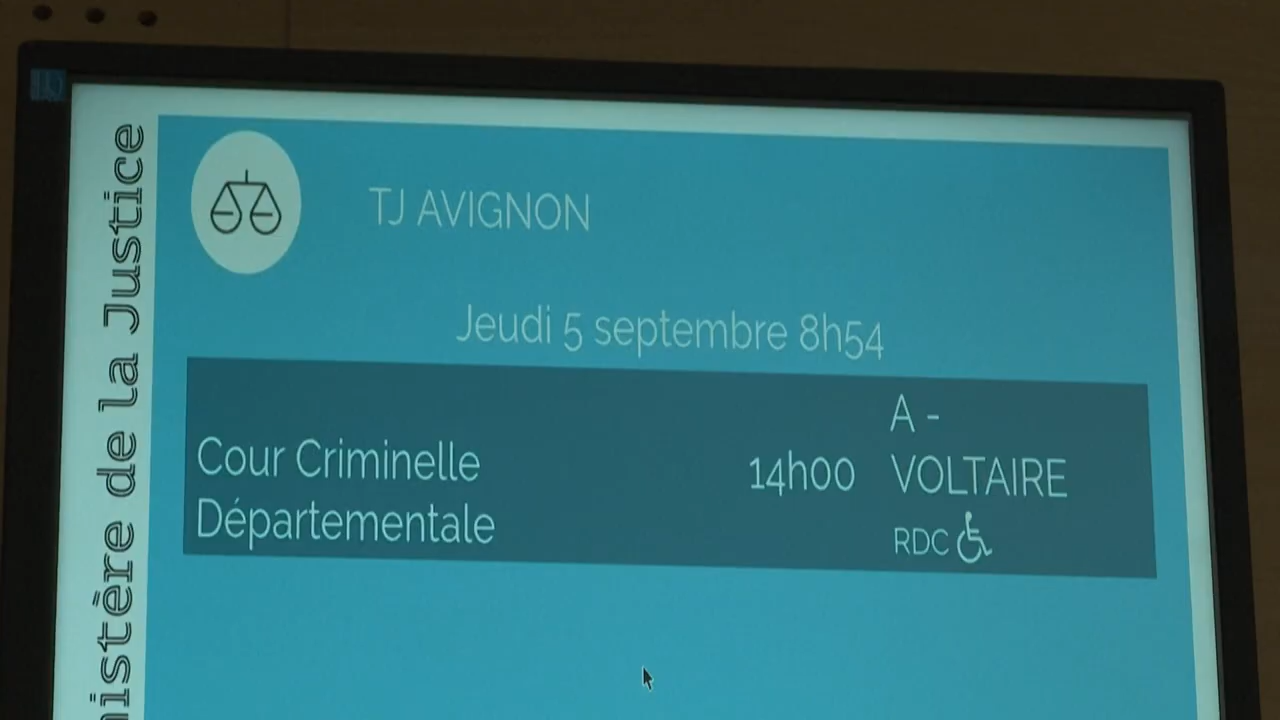 nistère de la Justice
TJ AVIGNON
Jeudi 5 septembre 8h54
Cour Criminelle
Départementale
14h00
A -
VOLTAIRE
RDC